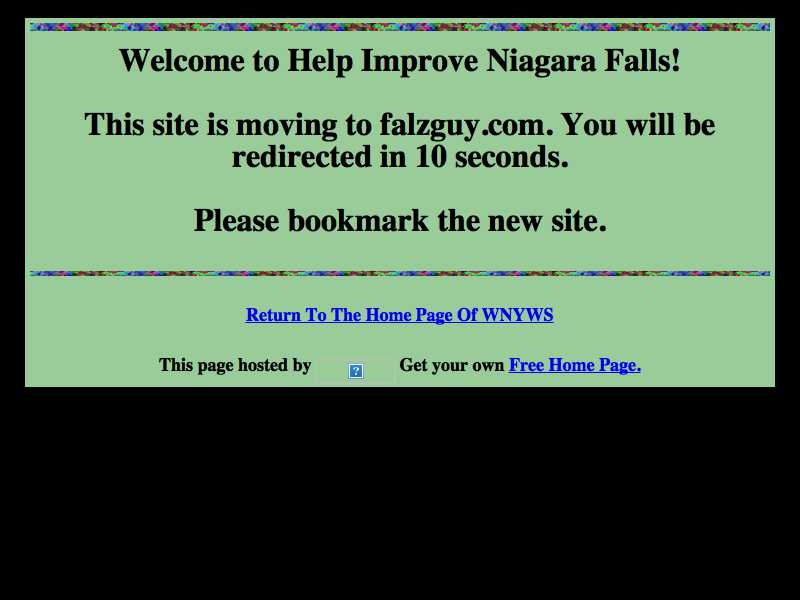 Welcome to Help Improve Niagara Falls!
This site is moving to falzguy.com. You will be
redirected in 10 seconds.
Please bookmark the new site.
Return To The Home Page Of WNYWS
This page hosted by ? Get your own Free Home Page.